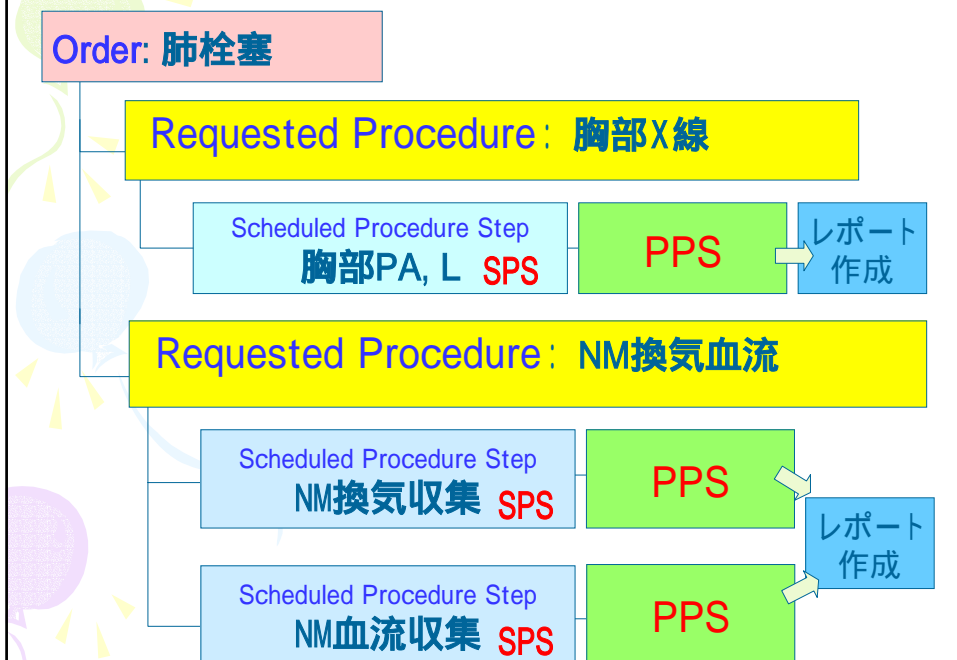 Order: 肺栓塞
Requested Procedure： 胸部X線
Scheduled Procedure Step
胸部PA, L SPS
PPS
レポート
作成
Requested Procedure： NM換気血流
Scheduled Procedure Step
NM換気収集 SPS
PPS
レポート
作成
Scheduled Procedure Step
NM血流収集 SPS
PPS